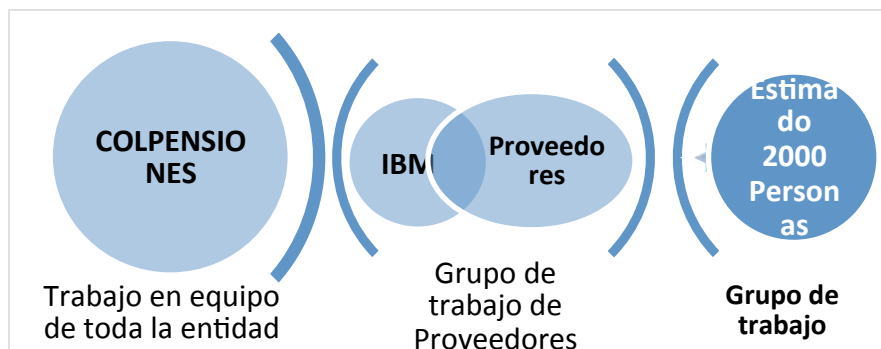 COLPENSIO
NES
Trabajo en equipo
de toda la entidad
IBM
Proveedo
res
Grupo de
trabajo de
Proveedores
Estima
do
2000
Person
as
Grupo de
trabajo